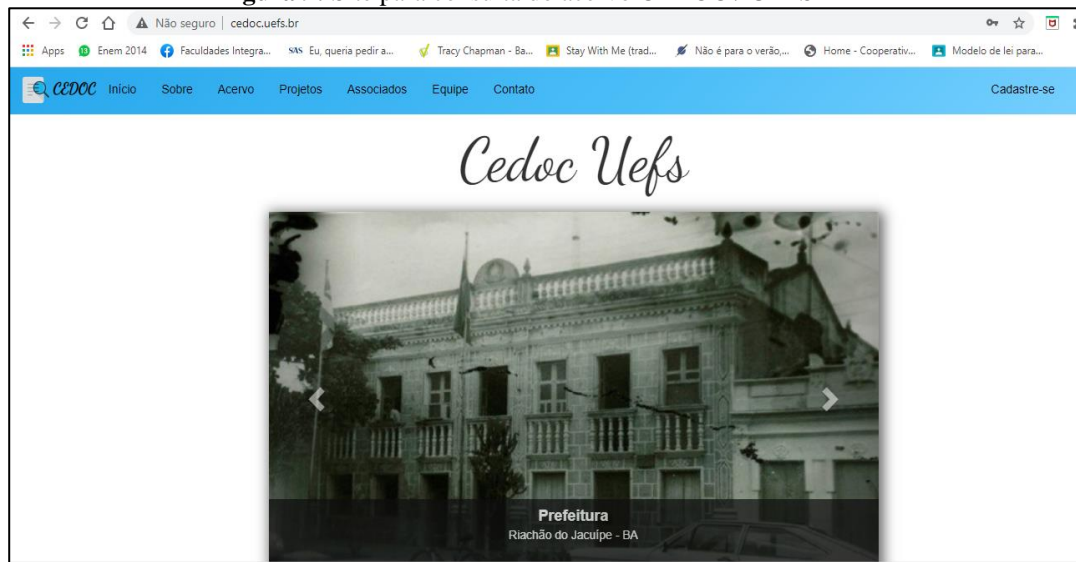 Não seguro | cedoc.uefs.br
Apps Enem 2014 Faculdades Integra... SAS Eu, queria pedir a... Tracy Chapman - Ba... Stay With Me (trad... Não é para o verão,... Home - Cooperativ... Modelo de lei para...
CEDOC Início Sobre Acervo Projetos Associados Equipe Contato Cadastre-se
Cedoc Uefs
Prefeitura
Riachão do Jacuípe - BA